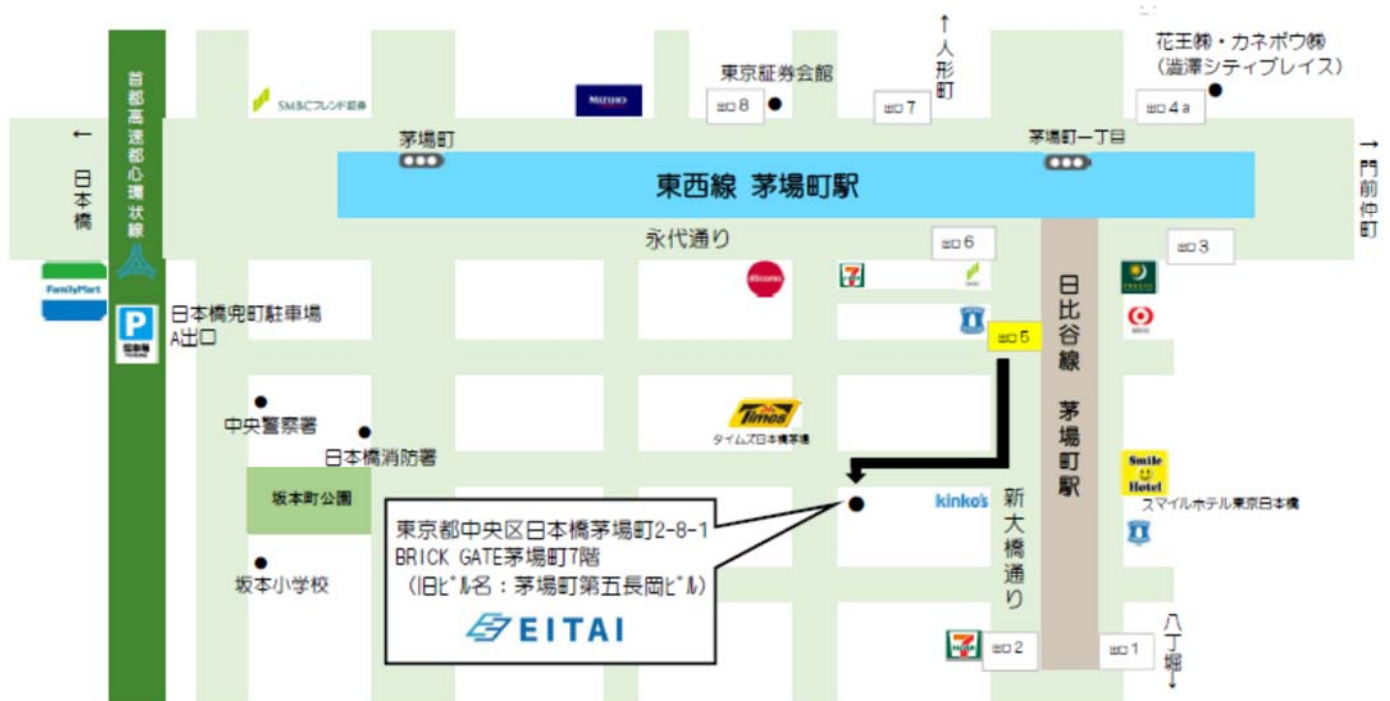 ↑人形町
花王㈱・カネボウ㈱
(澁澤シティプレイス)
東京証券会館
首都高速都心環状線
SMBCフレンド証券
MIZUHO
出口8
出口7
出口4a
←日本橋
茅場町
茅場町一丁目
→門前仲町
東西線 茅場町駅
永代通り
出口6
出口3
FamilyMart
docomo
日比谷線 茅場町駅
P
日本橋兜町駐車場
A出口
出口5
中央警察署
Times
タイムズ日本橋茅場
日本橋消防署
坂本町公園
Smile
Hotel
スマイルホテル東京日本橋
kinko's
新大橋通り
東京都中央区日本橋茅場町2-8-1
BRICK GATE茅場町7階
(旧ﾋﾞﾙ名：茅場町第五長岡ﾋﾞﾙ)
EITAI
坂本小学校
出口2
出口1
八丁堀→